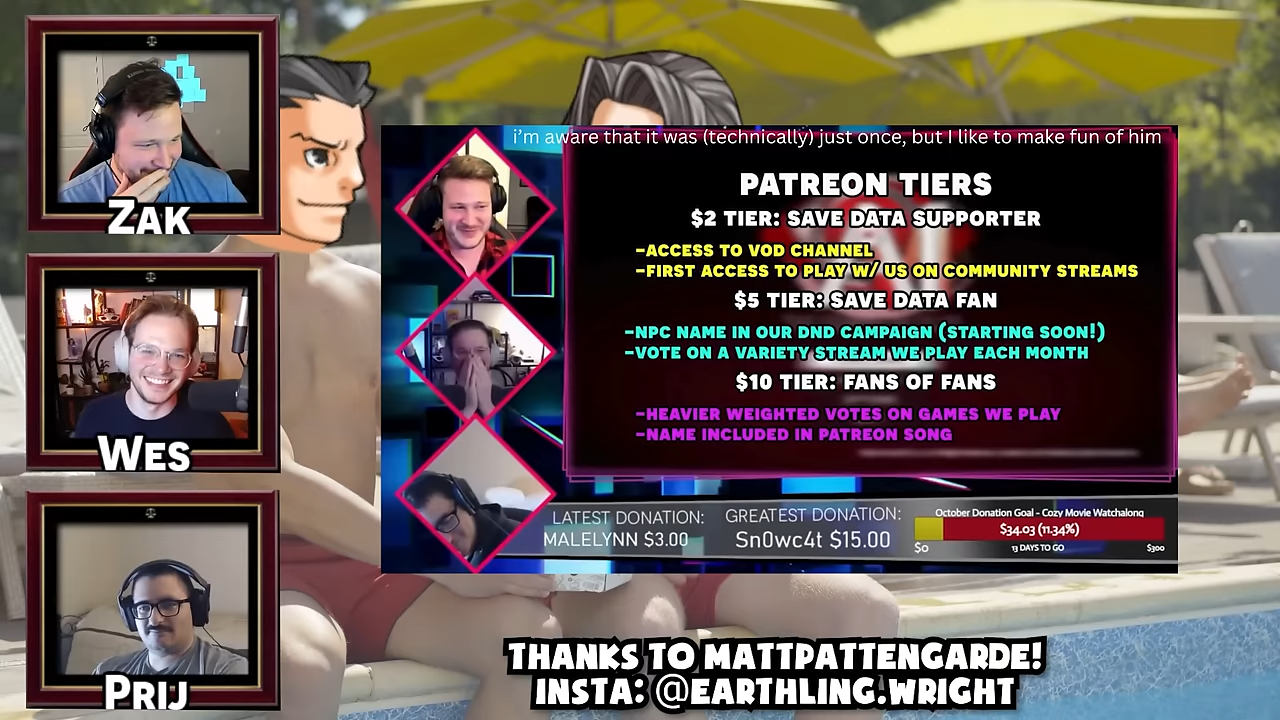 Zak
Wes
Prij
i'm aware that it was (technically) just once, but I like to make fun of him
PATREON TIERS
$2 TIER: SAVE DATA SUPPORTER
-ACCESS TO VOD CHANNEL
-FIRST ACCESS TO PLAY W/ US ON COMMUNITY STREAMS
$5 TIER: SAVE DATA FAN
-NPC NAME IN OUR DND CAMPAIGN (STARTING SOON!)
-VOTE ON A VARIETY STREAM WE PLAY EACH MONTH
$10 TIER: FANS OF FANS
-HEAVIER WEIGHTED VOTES ON GAMES WE PLAY
-NAME INCLUDED IN PATREON SONG
LATEST DONATION:
MALELYNN $3.00
GREATEST DONATION:
Sn0wc4t $15.00
October Donation Goal - Cozy Movie Watchalong
$34.03 (11.34%)
$0
13 DAYS TO GO
$300
THANKS TO MATTPATTENGARDE!
INSTA: @EARTHLING.WRIGHT